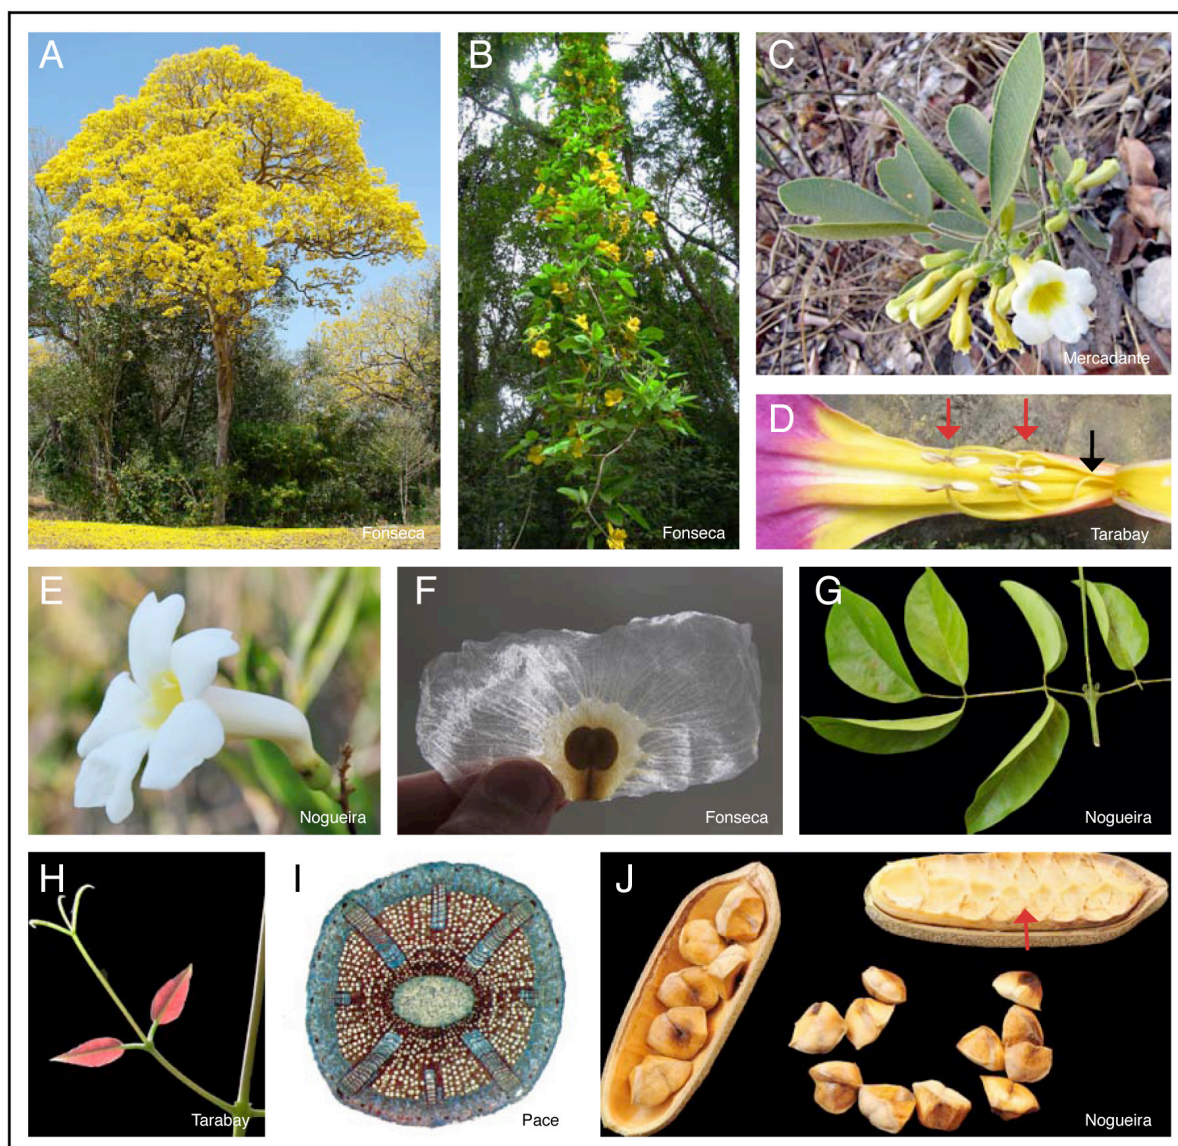 A
Fonseca
B
Fonseca
C
Mercadante
D
Tarabay
E
Nogueira
F
Fonseca
G
Nogueira
H
Tarabay
I
Pace
J
Nogueira